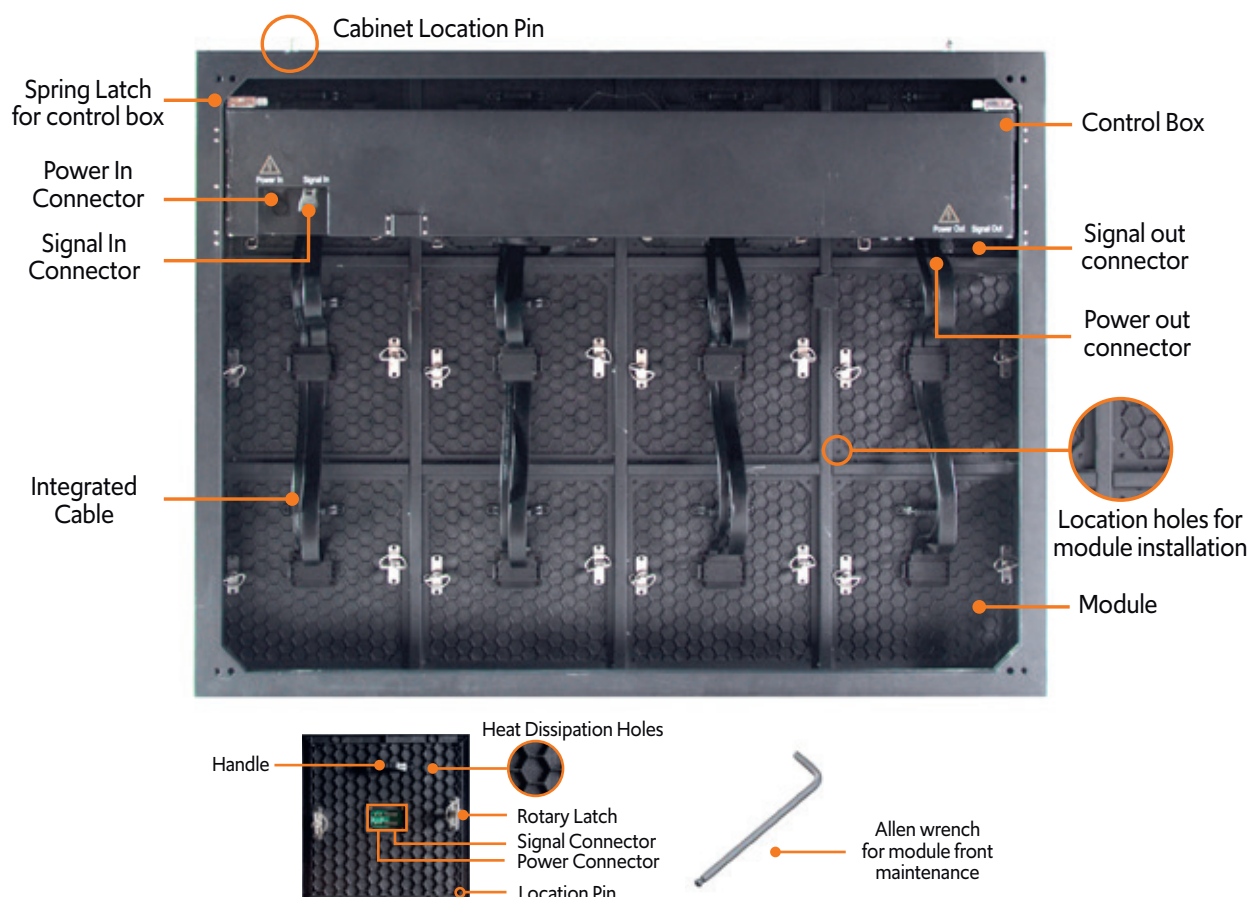 Cabinet Location Pin
Spring Latch
for control box
Control Box
Power In
Connector
Power In
Signal In
Signal In
Connector
Power Out
Signal Out
Signal out
connector
Power out
connector
Integrated
Cable
Location holes for
module installation
Module
Heat Dissipation Holes
Handle
Rotary Latch
Signal Connector
Power Connector
Location Pin
Allen wrench
for module front
maintenance